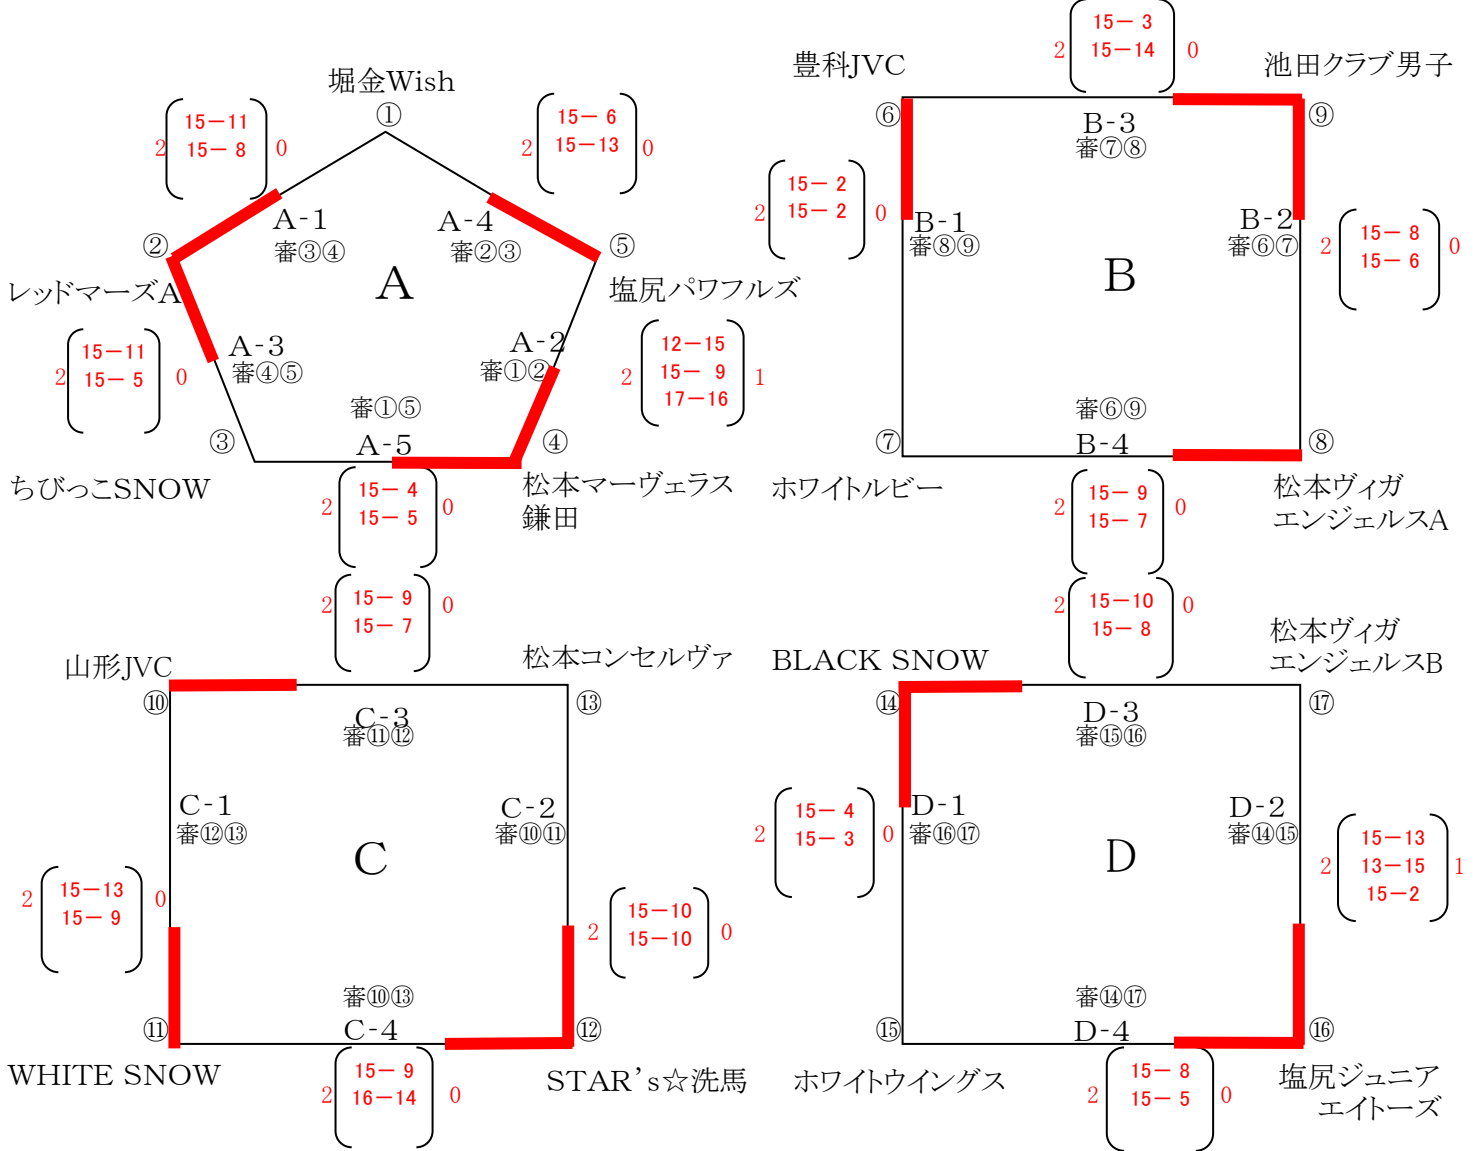 堀金Wish
①
15－11
15－ 8
2
0
15－ 6
15－13
2
0
A-1
審③④
A-4
審②③
②
⑤
レッドマーズA
A
塩尻パワフルズ
15－11
15－ 5
2
0
A-3
審④⑤
A-2
審①②
12－15
15－ 9
17－16
2
1
審①⑤
A-5
③
④
ちびっこSNOW
松本マーヴェラス
鎌田
15－ 4
15－ 5
2
0
豊科JVC
15－ 3
15－14
2
0
池田クラブ男子
⑥
⑨
B-3
審⑦⑧
15－ 2
15－ 2
2
0
B-1
審⑧⑨
B-2
審⑥⑦
15－ 8
15－ 6
2
0
B
審⑥⑨
B-4
⑦
⑧
ホワイトルビー
松本ヴィガ
エンジェルスA
15－ 9
15－ 7
2
0
15－ 9
15－ 7
2
0
山形JVC
松本コンセルヴァ
⑩
⑬
C-3
審⑪⑫
C-1
審⑫⑬
C-2
審⑩⑪
C
15－13
15－ 9
2
0
15－10
15－10
2
0
審⑩⑬
C-4
⑪
⑫
WHITE SNOW
STAR’s☆洗馬
15－ 9
16－14
2
0
15－10
15－ 8
2
0
BLACK SNOW
松本ヴィガ
エンジェルスB
⑭
⑰
D-3
審⑮⑯
15－ 4
15－ 3
2
0
D-1
審⑯⑰
D-2
審⑭⑮
15－13
13－15
15－2
2
1
D
審⑭⑰
D-4
⑮
⑯
ホワイトウイングス
塩尻ジュニア
エイトーズ
15－ 8
15－ 5
2
0